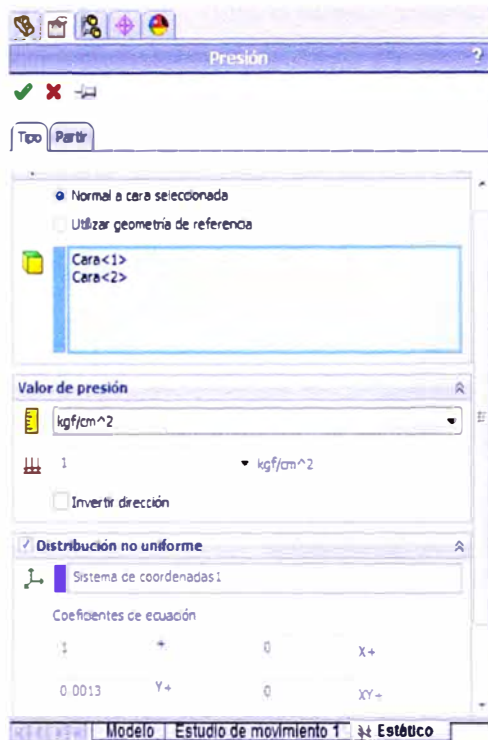 Presión ?
Tipo Partir
Normal a cara seleccionada
Utilizar geometría de referencia
Cara<1>
Cara<2>
Valor de presión
kgf/cm^2
1 kgf/cm^2
Invertir dirección
Distribución no uniforme
Sistema de coordenadas1
Coeficientes de ecuación
1 + 0 X+
0.0013 Y+ 0 XY+
Modelo Estudio de movimiento 1 Estático